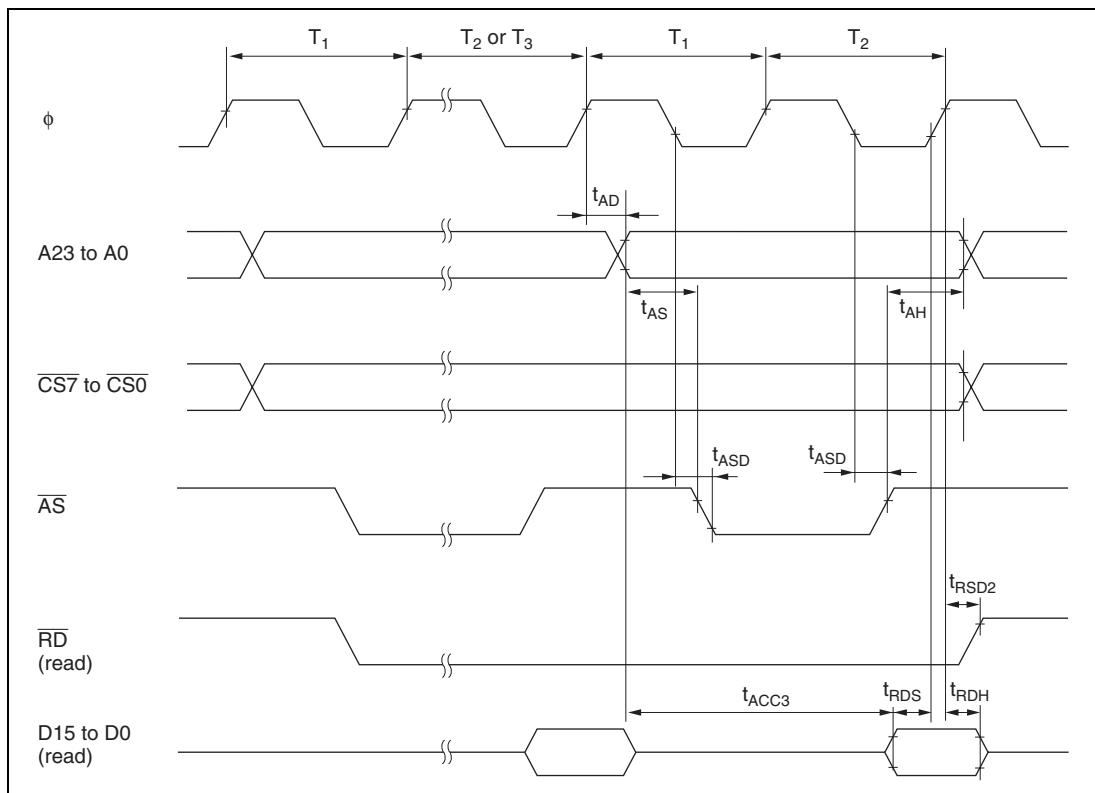 T1 T2 or T3 T1 T2
φ
tAD
A23 to A0
tAS tAH
CS7 to CS0
tASD tASD
AS
tRSD2
RD
(read)
tACC3 tRDS tRDH
D15 to D0
(read)